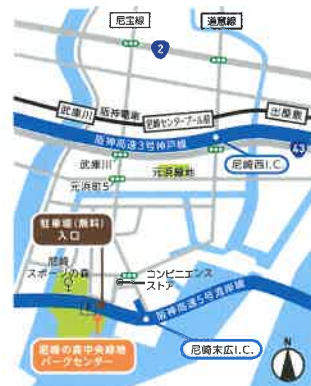 尼宝線
道意線
2
武庫川
阪神電車
尼崎センタープール前
出屋敷
阪神高速3号神戸線
43
武庫川
元浜緑地
尼崎西I.C.
元浜町5
駐車場(無料)
入口
尼崎
スポーツの森
コンビニエンス
ストア
阪神高速5号湾岸線
尼崎の森中央緑地
パークセンター
尼崎末広I.C.
N